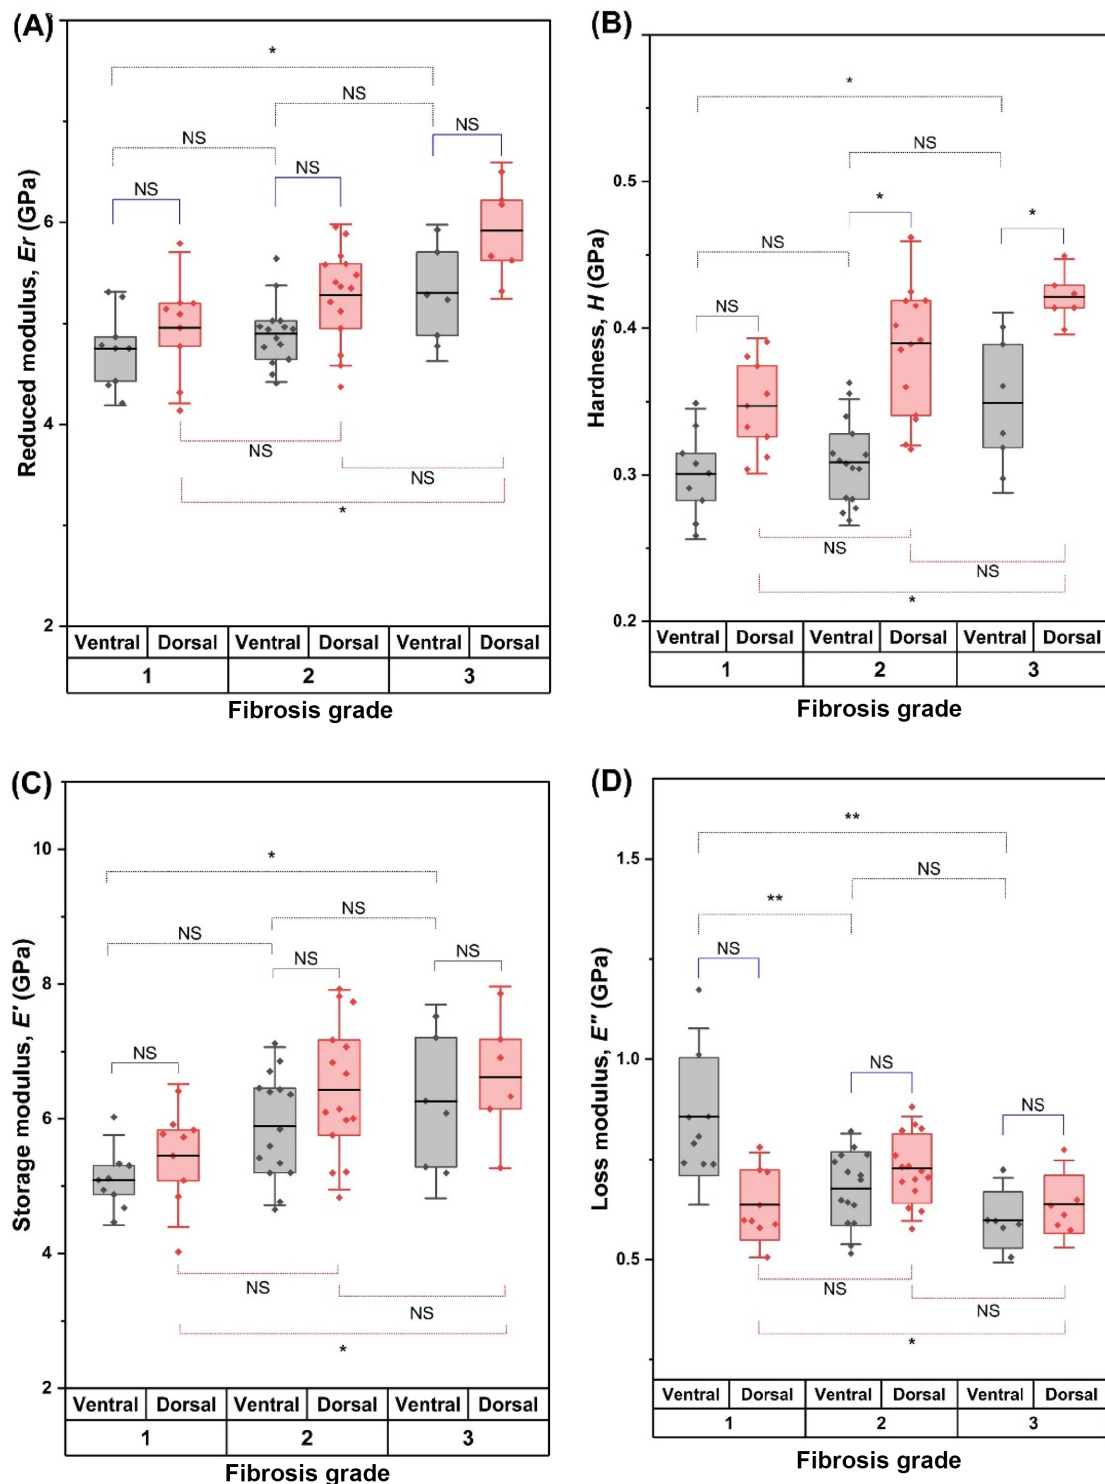 (A)
*
NS
NS
NS
NS
NS
NS
NS
*
Reduced modulus, Er (GPa)
6
4
2
Ventral Dorsal Ventral Dorsal Ventral Dorsal
1 2 3
Fibrosis grade
(B)
*
NS
*
*
NS
NS
NS
NS
*
Hardness, H (GPa)
0.5
0.4
0.3
0.2
Ventral Dorsal Ventral Dorsal Ventral Dorsal
1 2 3
Fibrosis grade
(C)
*
NS
NS
NS
NS
NS
NS
NS
*
Storage modulus, E' (GPa)
10
8
6
4
2
Ventral Dorsal Ventral Dorsal Ventral Dorsal
1 2 3
Fibrosis grade
(D)
**
NS
**
NS
NS
NS
NS
NS
*
Loss modulus, E" (GPa)
1.5
1.0
0.5
Ventral Dorsal Ventral Dorsal Ventral Dorsal
1 2 3
Fibrosis grade